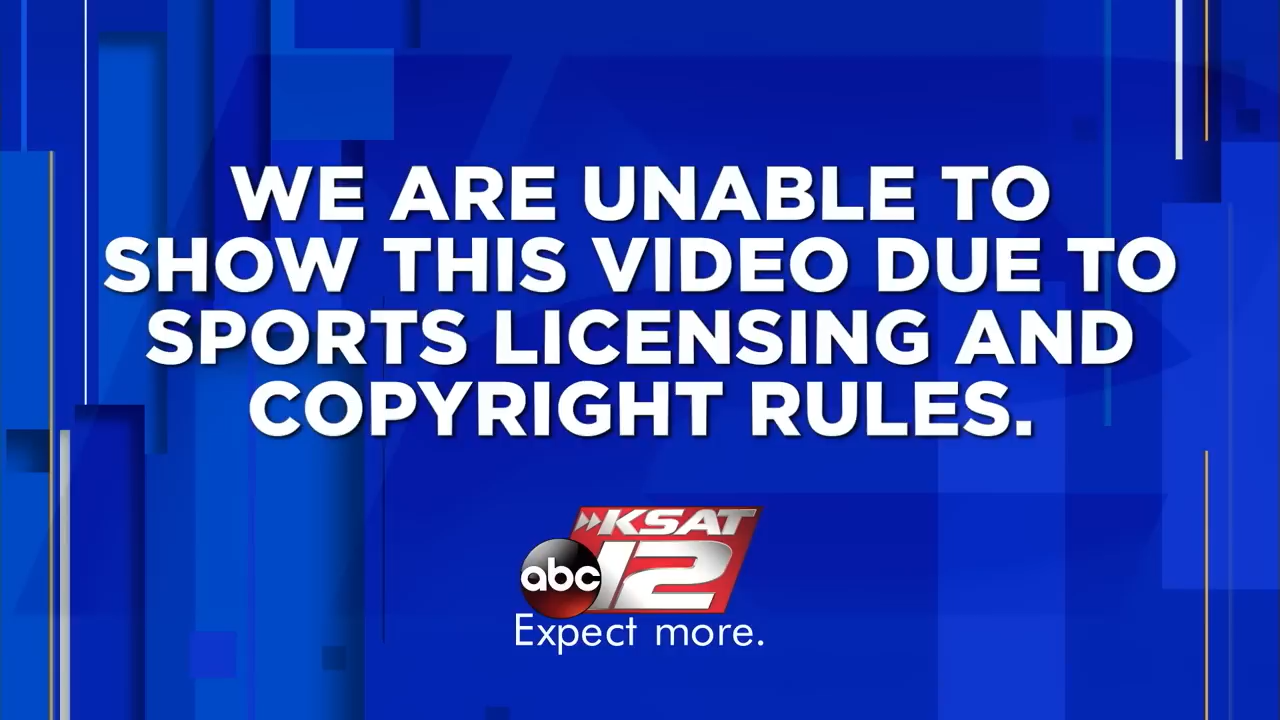 WE ARE UNABLE TO
SHOW THIS VIDEO DUE TO
SPORTS LICENSING AND
COPYRIGHT RULES.
KSAT
abc 12
Expect more.